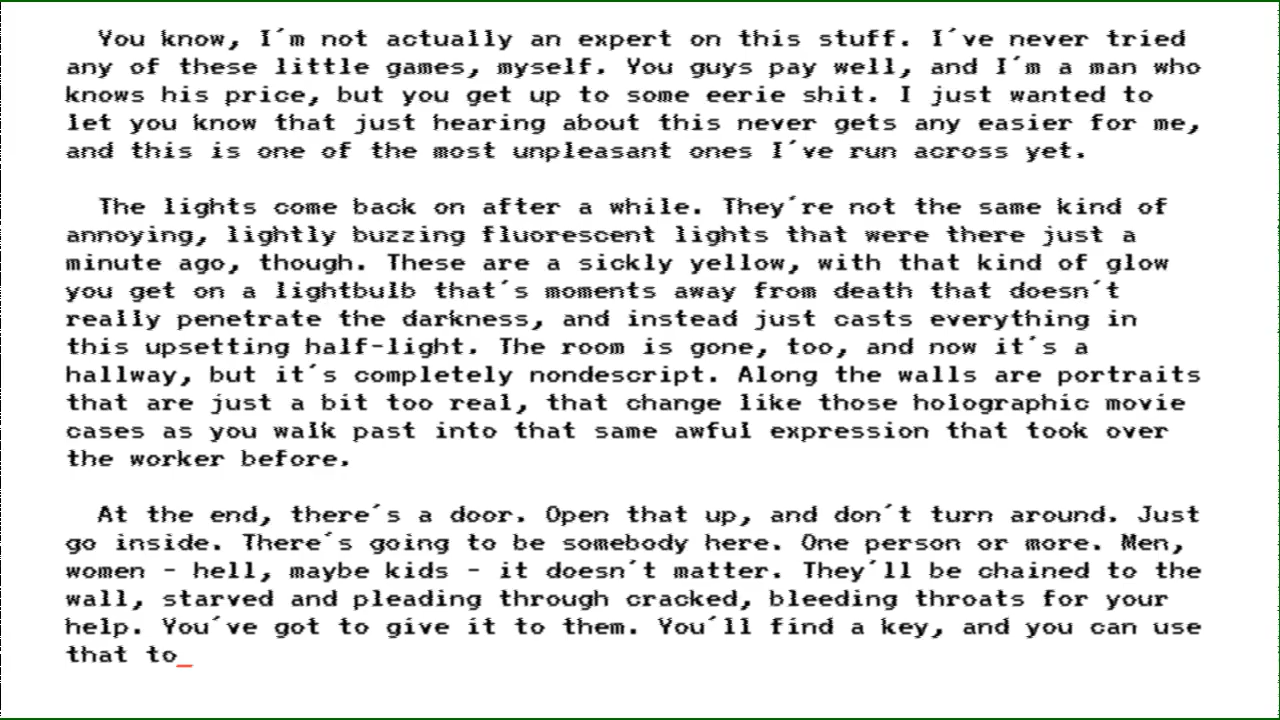 You know, I´m not actually an expert on this stuff. I´ve never tried
any of these little games, myself. You guys pay well, and I´m a man who
knows his price, but you get up to some eerie shit. I just wanted to
let you know that just hearing about this never gets any easier for me,
and this is one of the most unpleasant ones I´ve run across yet.
The lights come back on after a while. They´re not the same kind of
annoying, lightly buzzing fluorescent lights that were there just a
minute ago, though. These are a sickly yellow, with that kind of glow
you get on a lightbulb that´s moments away from death that doesn´t
really penetrate the darkness, and instead just casts everything in
this upsetting half-light. The room is gone, too, and now it´s a
hallway, but it´s completely nondescript. Along the walls are portraits
that are just a bit too real, that change like those holographic movie
cases as you walk past into that same awful expression that took over
the worker before.
At the end, there´s a door. Open that up, and don´t turn around. Just
go inside. There´s going to be somebody here. One person or more. Men,
women - hell, maybe kids - it doesn´t matter. They´ll be chained to the
wall, starved and pleading through cracked, bleeding throats for your
help. You´ve got to give it to them. You´ll find a key, and you can use
that to_